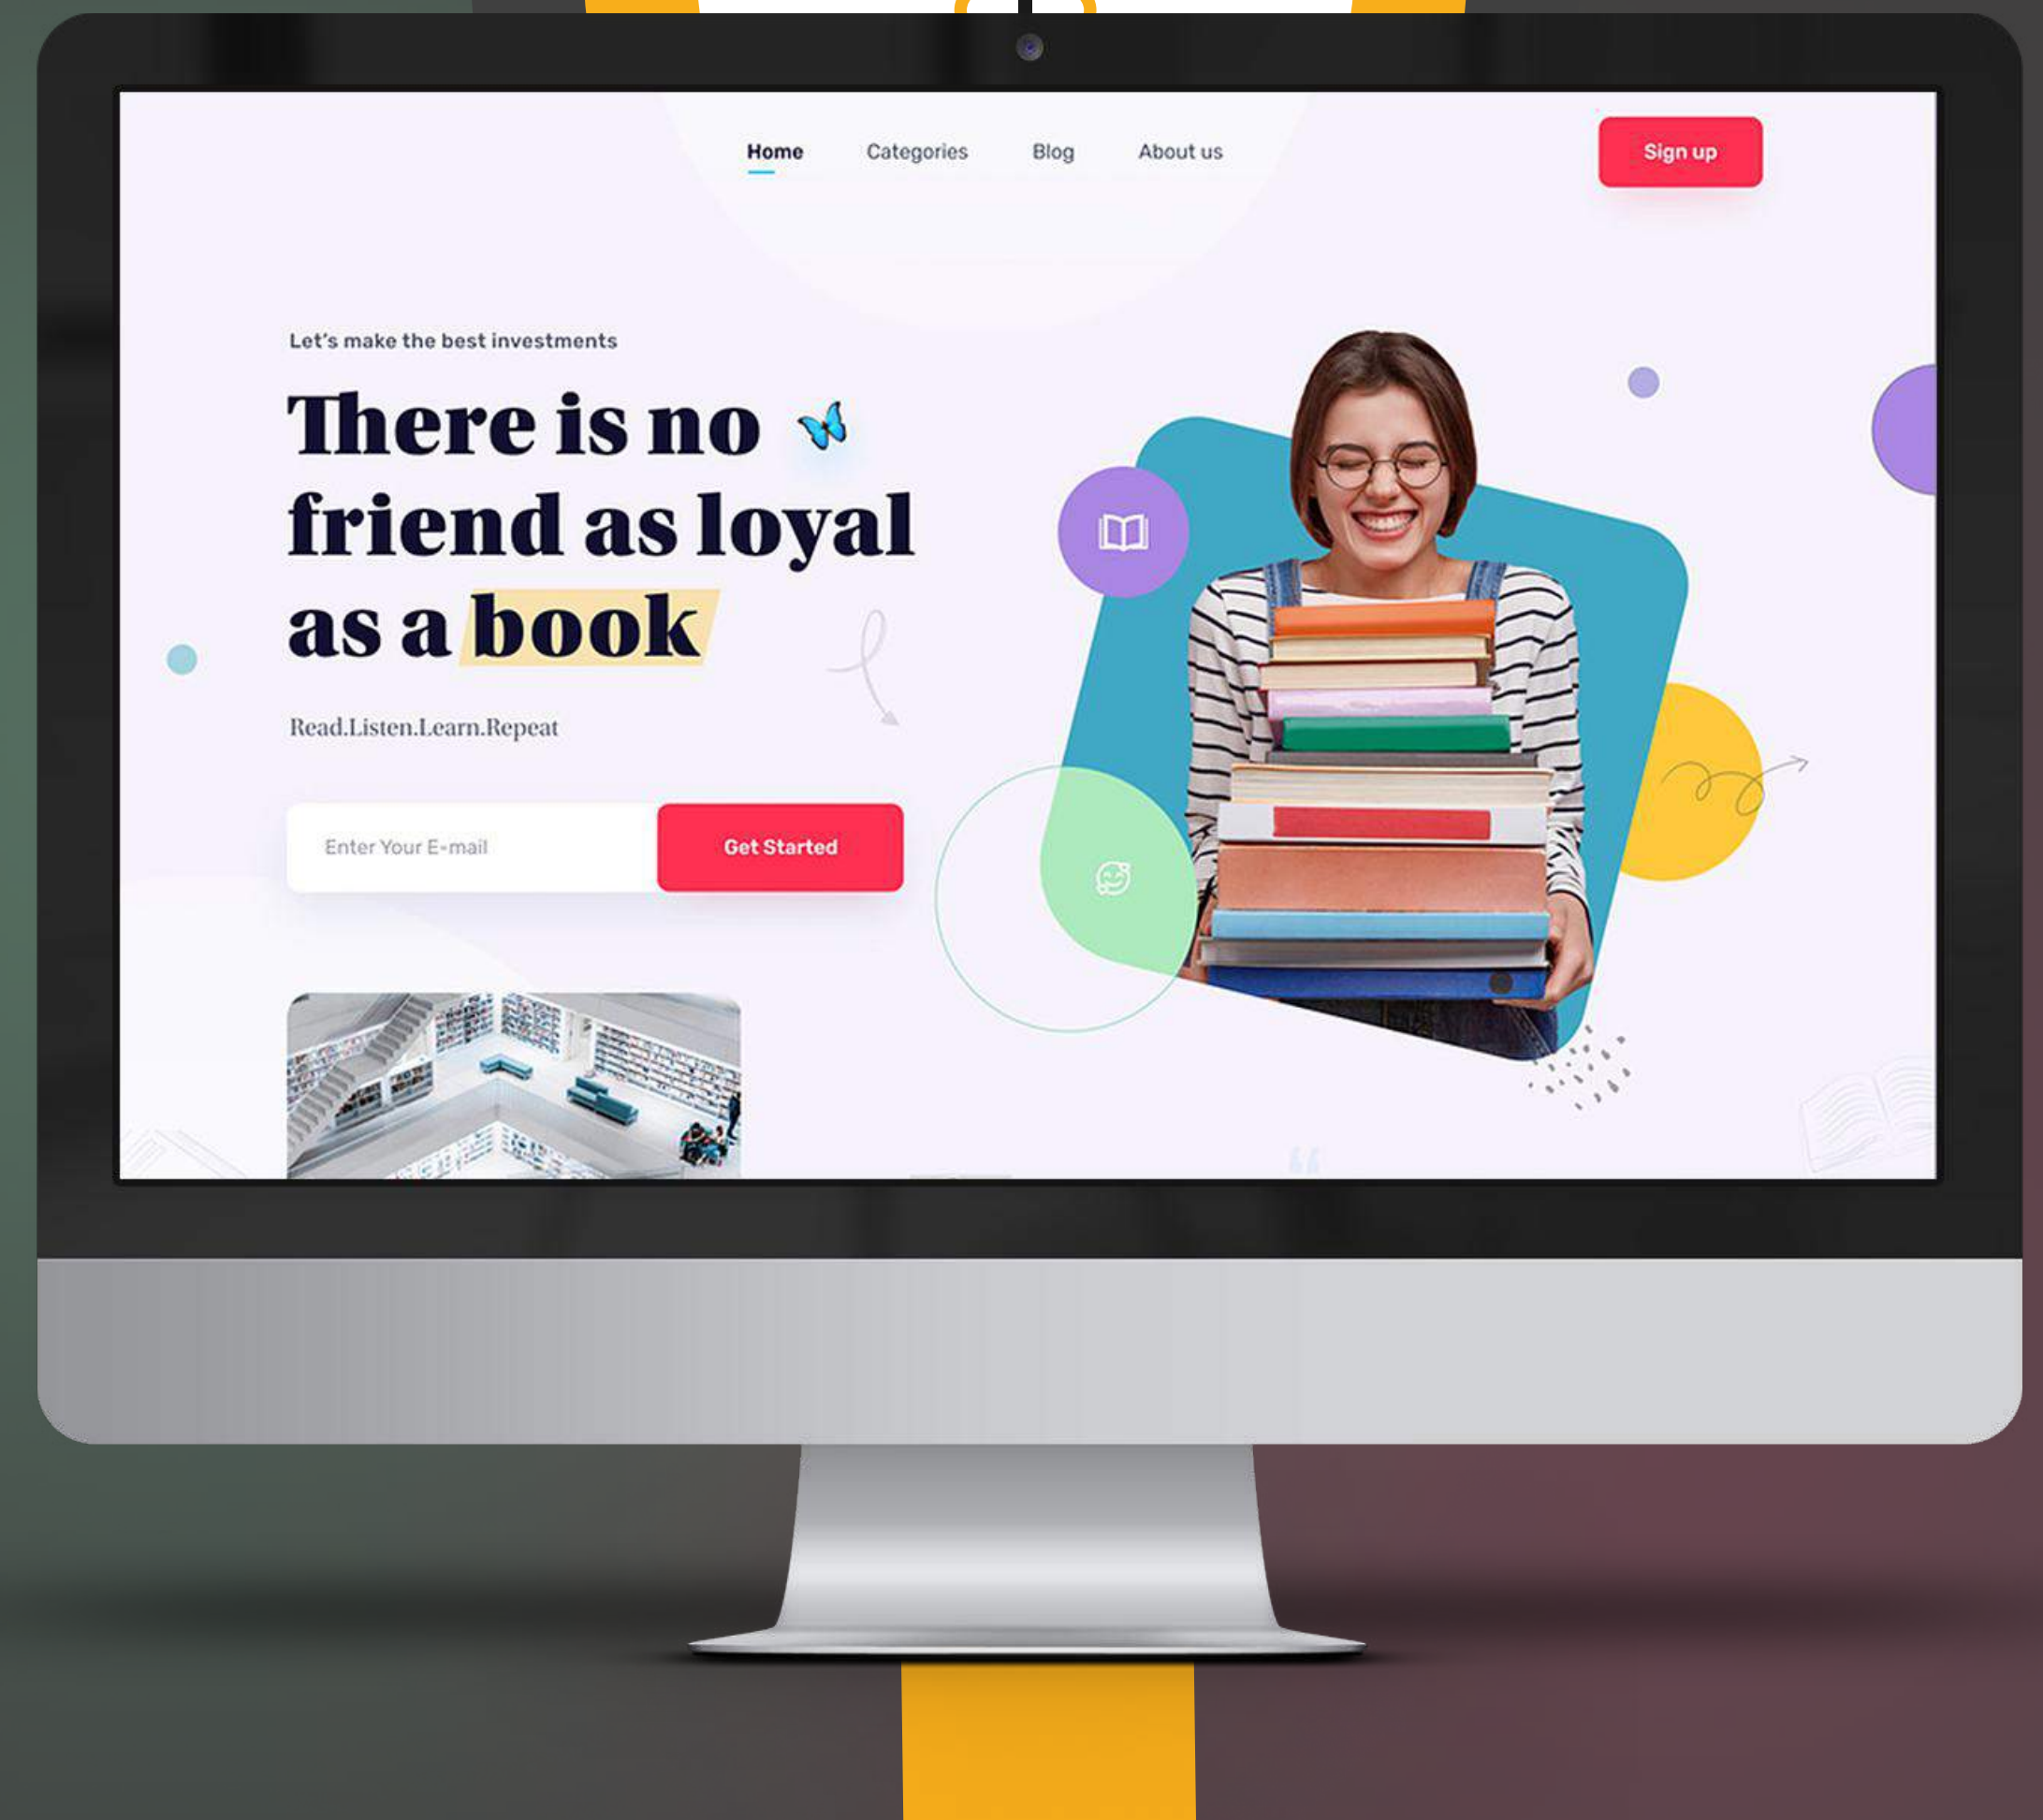 Home Categories Blog About us Sign up
Let's make the best investments
There is no
friend as loyal
as a book
Read.Listen.Learn.Repeat
Enter Your E-mail Get Started
“